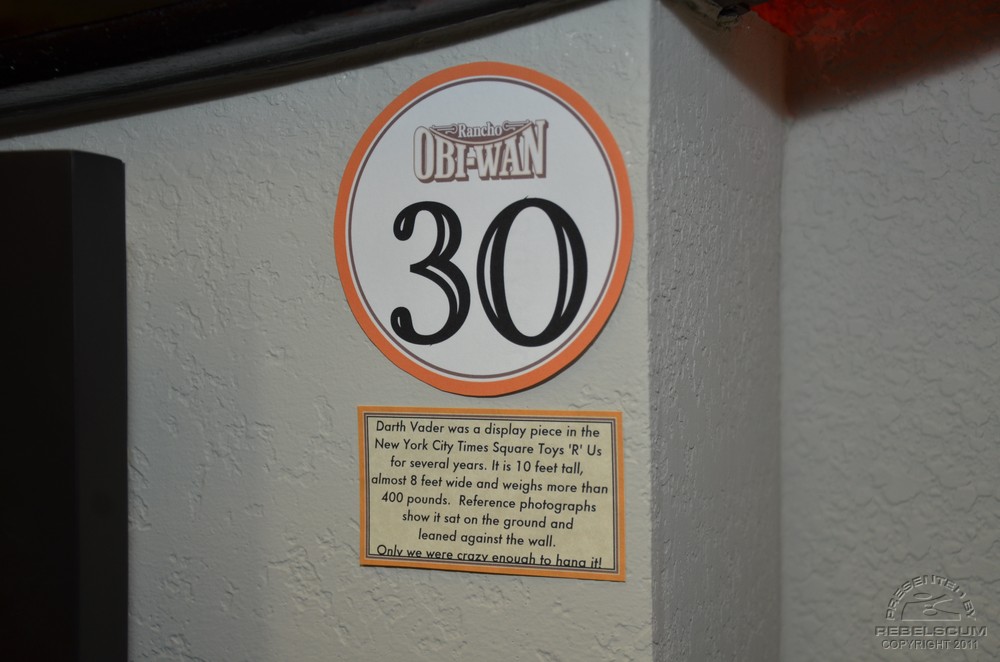 Rancho
OBI-WAN
30
Darth Vader was a display piece in the
New York City Times Square Toys 'R' Us
for several years. It is 10 feet tall,
almost 8 feet wide and weighs more than
400 pounds. Reference photographs
show it sat on the ground and
leaned against the wall.
Only we were crazy enough to hang it!
PRESENTED BY
REBELSCUM
COPYRIGHT 2011